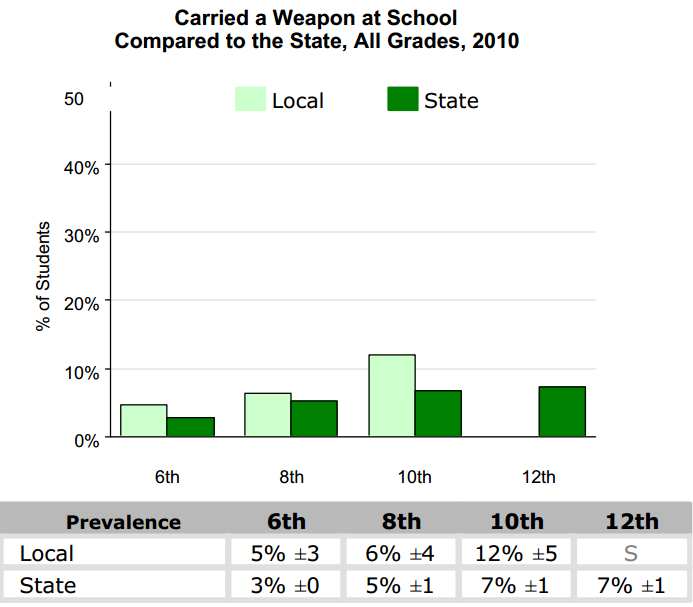 Carried a Weapon at School
Compared to the State, All Grades, 2010
50
Local State
40%
30%
% of Students
20%
10%
0%
6th 8th 10th 12th
Prevalence 6th 8th 10th 12th
Local 5% ±3 6% ±4 12% ±5 S
State 3% ±0 5% ±1 7% ±1 7% ±1